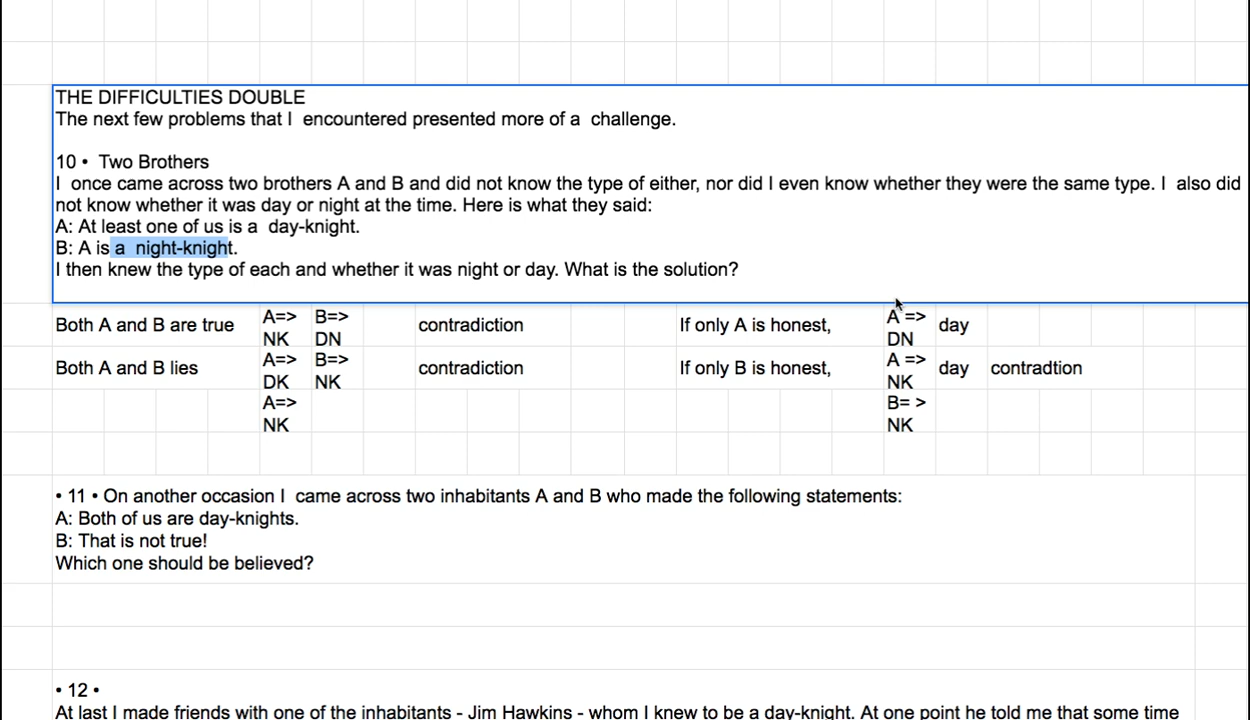 THE DIFFICULTIES DOUBLE
The next few problems that I encountered presented more of a challenge.
10 • Two Brothers
I once came across two brothers A and B and did not know the type of either, nor did I even know whether they were the same type. I also did
not know whether it was day or night at the time. Here is what they said:
A: At least one of us is a day-knight.
B: A is a night-knight.
I then knew the type of each and whether it was night or day. What is the solution?
Both A and B are true A=> NK B=> DN contradiction If only A is honest, A => DN day
Both A and B lies A=> DK B=> NK contradiction If only B is honest, A => NK day contradtion
A=> NK B= > NK
• 11 • On another occasion I came across two inhabitants A and B who made the following statements:
A: Both of us are day-knights.
B: That is not true!
Which one should be believed?
• 12 •
At last I made friends with one of the inhabitants - Jim Hawkins - whom I knew to be a day-knight. At one point he told me that some time